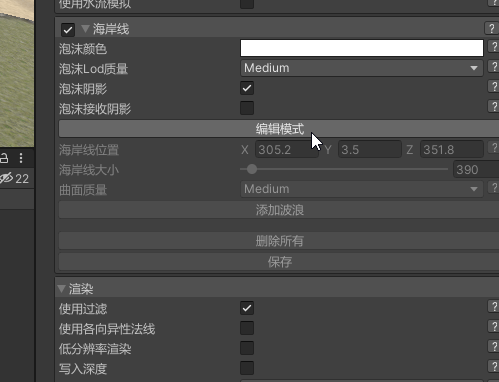 使用水流模拟
海岸线 ?
泡沫颜色
泡沫Lod质量 Medium
泡沫阴影
泡沫接收阴影
编辑模式
海岸线位置 X 305.2 Y 3.5 Z 351.8 ?
海岸线大小 390
曲面质量 Medium ?
添加波浪
删除所有
保存
渲染
使用过滤 ?
使用各向异性法线 ?
低分辨率渲染 ?
写入深度 ?
22